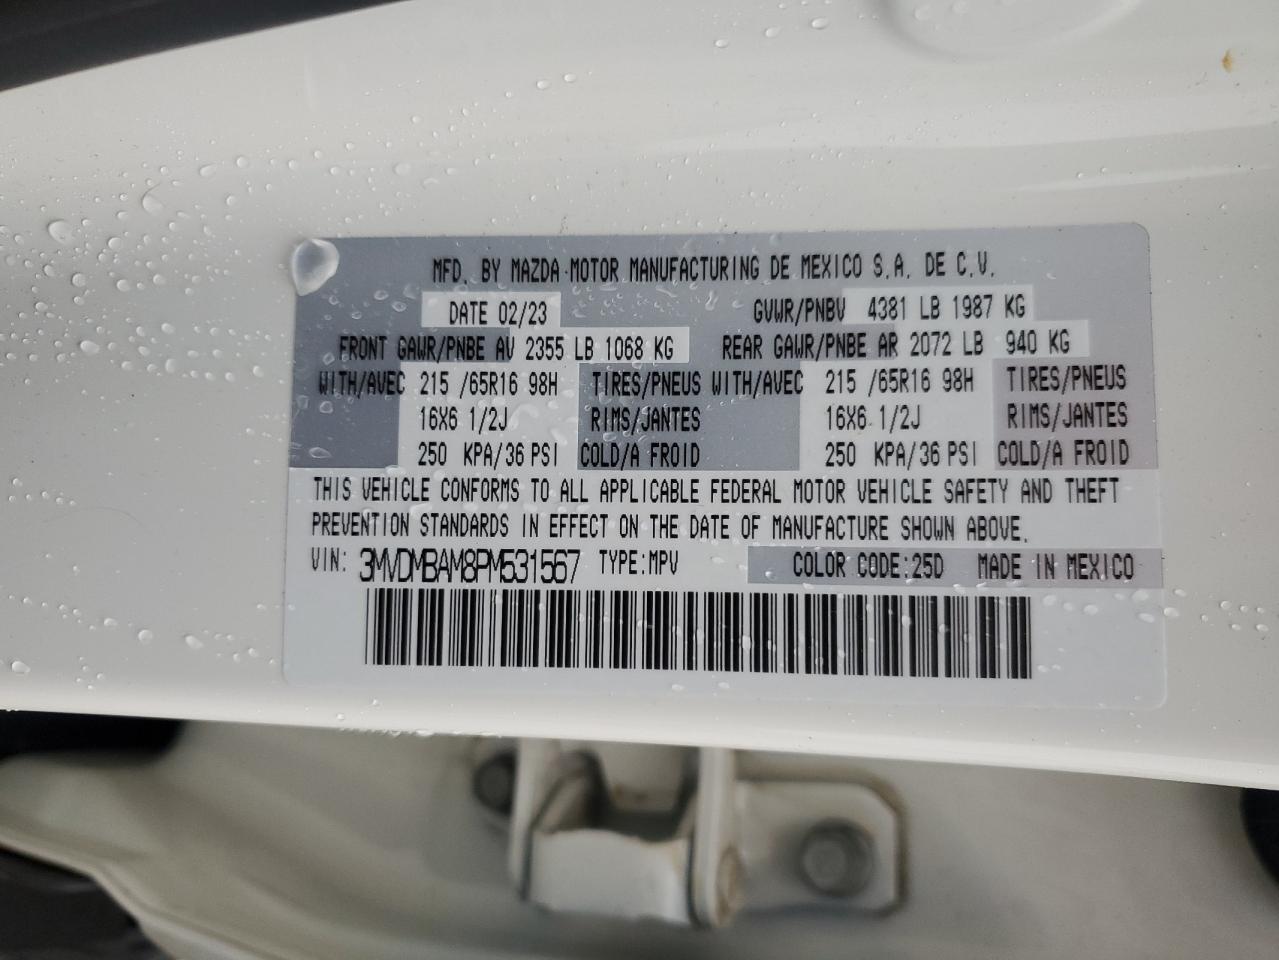 MFD. BY MAZDA MOTOR MANUFACTURING DE MEXICO S.A. DE C.V.
DATE 02/23 GVWR/PNBV 4381 LB 1987 KG
FRONT GAWR/PNBE AV 2355 LB 1068 KG REAR GAWR/PNBE AR 2072 LB 940 KG
WITH/AVEC 215 /65R16 98H TIRES/PNEUS WITH/AVEC 215 /65R16 98H TIRES/PNEUS
16X6 1/2J RIMS/JANTES 16X6 1/2J RIMS/JANTES
250 KPA/36 PSI COLD/A FROID 250 KPA/36 PSI COLD/A FROID
THIS VEHICLE CONFORMS TO ALL APPLICABLE FEDERAL MOTOR VEHICLE SAFETY AND THEFT
PREVENTION STANDARDS IN EFFECT ON THE DATE OF MANUFACTURE SHOWN ABOVE.
VIN: 3MVDMBAM8PM531567 TYPE:MPV COLOR CODE:25D MADE IN MEXICO